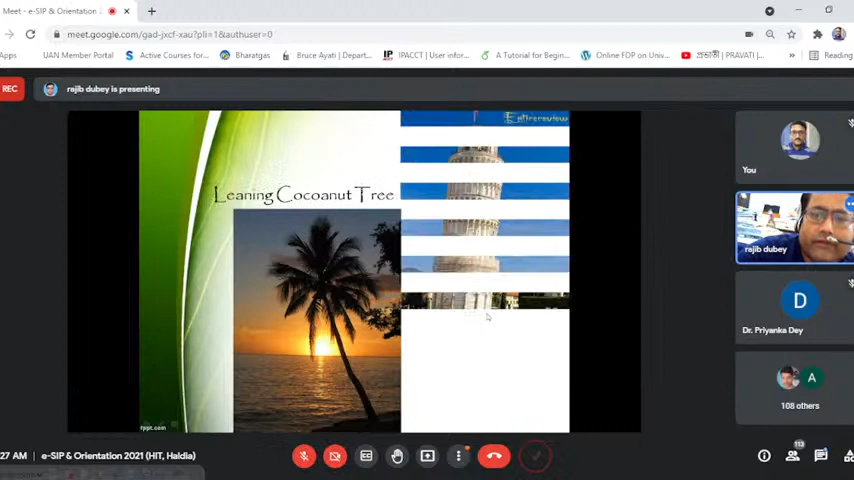 Meet - e-SIP & Orientation
meet.google.com/gad-jxcf-xau?pli=1&authuser=0
Apps
UAN Member Portal
Active Courses for...
Bharatgas
Bruce Ayati | Depart...
IPACCT | User infor...
A Tutorial for Begin...
Online FDP on Univ...
| PRAVATI |...
Reading
REC
rajib dubey is presenting
Leaning Cocoanut Tree
You
rajib dubey
D
Dr. Priyanka Dey
A
108 others
fppt.com
27 AM
e-SIP & Orientation 2021 (HIT, Haldia)
113